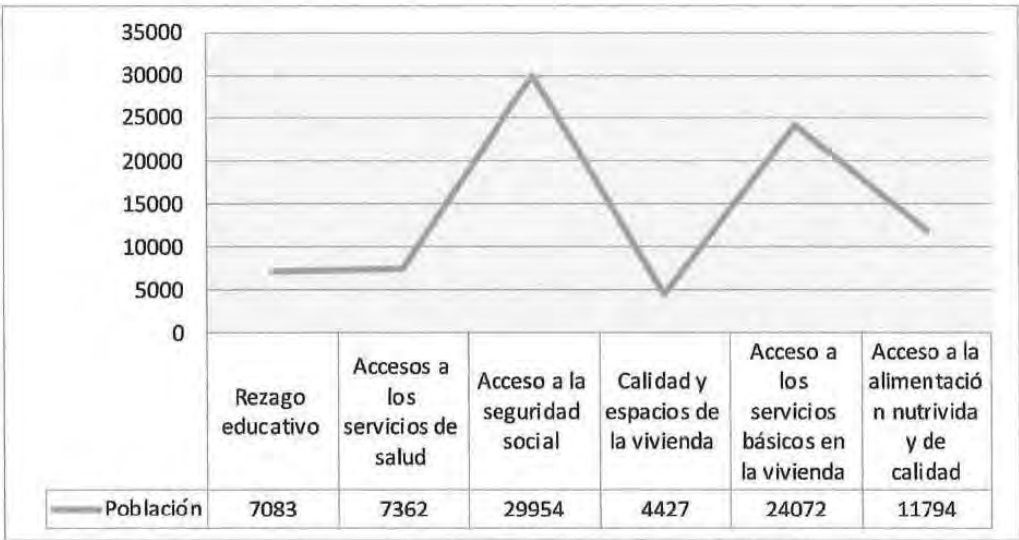 35000
30000
25000
20000
15000
10000
5000
0
Rezago
educativo
Accesos a
los
servicios de
salud
Acceso a la
seguridad
social
Calidad y
espacios de
la vivienda
Acceso a
los
servicios
básicos en
la vivienda
Acceso a la
alimentació
n nutrivida
y de
calidad
Población 7083 7362 29954 4427 24072 11794